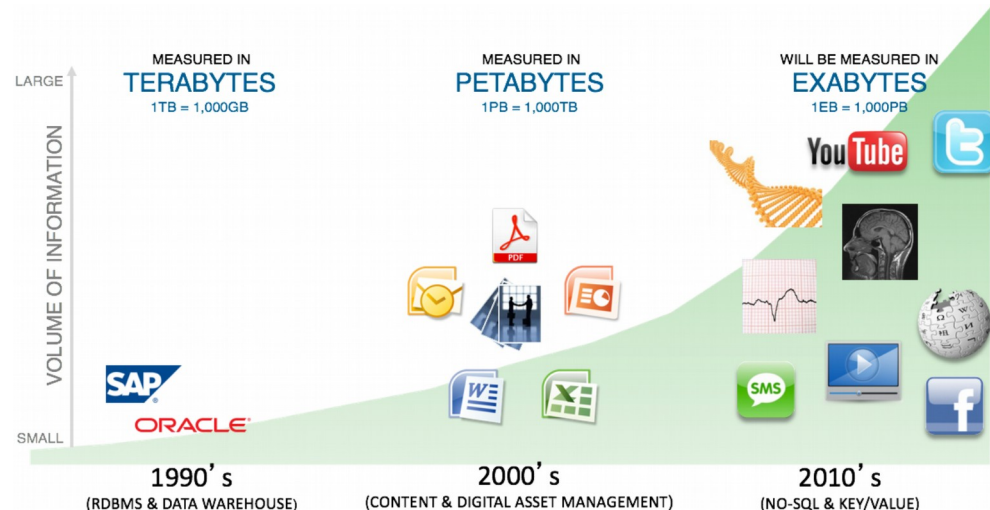 MEASURED IN
TERABYTES
1TB = 1,000GB
MEASURED IN
PETABYTES
1PB = 1,000TB
WILL BE MEASURED IN
EXABYTES
1EB = 1,000PB
LARGE
VOLUME OF INFORMATION
SMALL
SAP
ORACLE
PDF
W
X
You Tube
t
SMS
f
1990's
(RDBMS & DATA WAREHOUSE)
2000's
(CONTENT & DIGITAL ASSET MANAGEMENT)
2010's
(NO-SQL & KEY/VALUE)